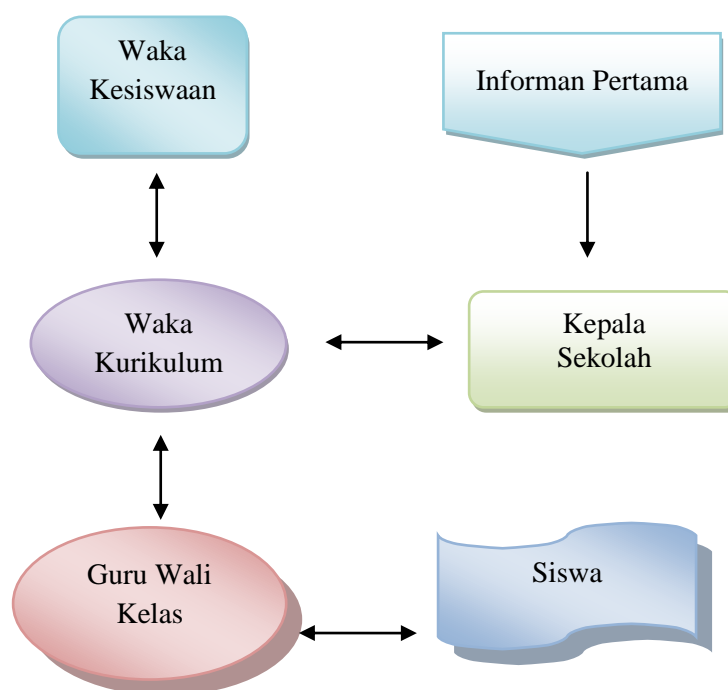 Waka
Kesiswaan
Informan Pertama
Waka
Kurikulum
Kepala
Sekolah
Guru Wali
Kelas
Siswa